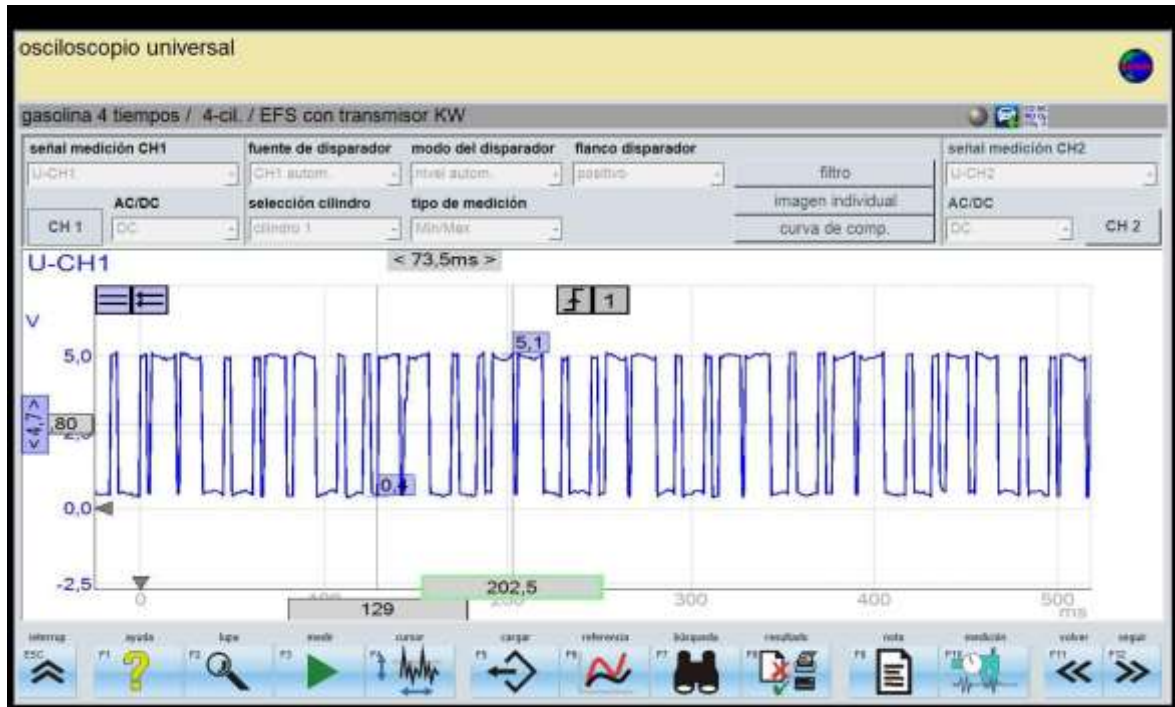 osciloscopio universal
gasolina 4 tiempos / 4-cil. / EFS con transmisor KW
señal medición CH1 fuente de disparador modo del disparador flanco disparador señal medición CH2
U-CH1 CH1 autom. nivel autom. positivo filtro U-CH2
AC/DC selección cilindro tipo de medición imagen individual AC/DC
CH 1 DC cilindro 1 Min/Max curva de comp. DC CH 2
U-CH1 < 73,5ms >
1
V
5,0 5,1
< 4,7 > ,80
0,4
0,0
-2,5
0 129 202,5 300 400 500
ms
interrup. ayuda lupa medir cursor cargar referencia búsqueda resultado nota medición volver seguir
ESC F1 F2 F3 F4 F5 F6 F7 F8 F9 F10 F11 F12